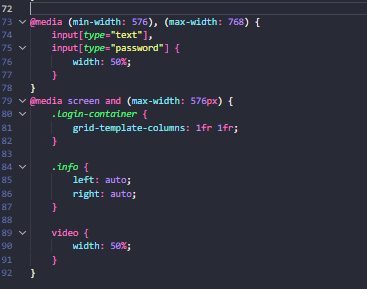 72
73 @media (min-width: 576), (max-width: 768) {
74 input[type="text"],
75 input[type="password"] {
76 width: 50%;
77 }
78 }
79 @media screen and (max-width: 576px) {
80 .login-container {
81 grid-template-columns: 1fr 1fr;
82 }
83
84 .info {
85 left: auto;
86 right: auto;
87 }
88
89 video {
90 width: 50%;
91 }
92 }